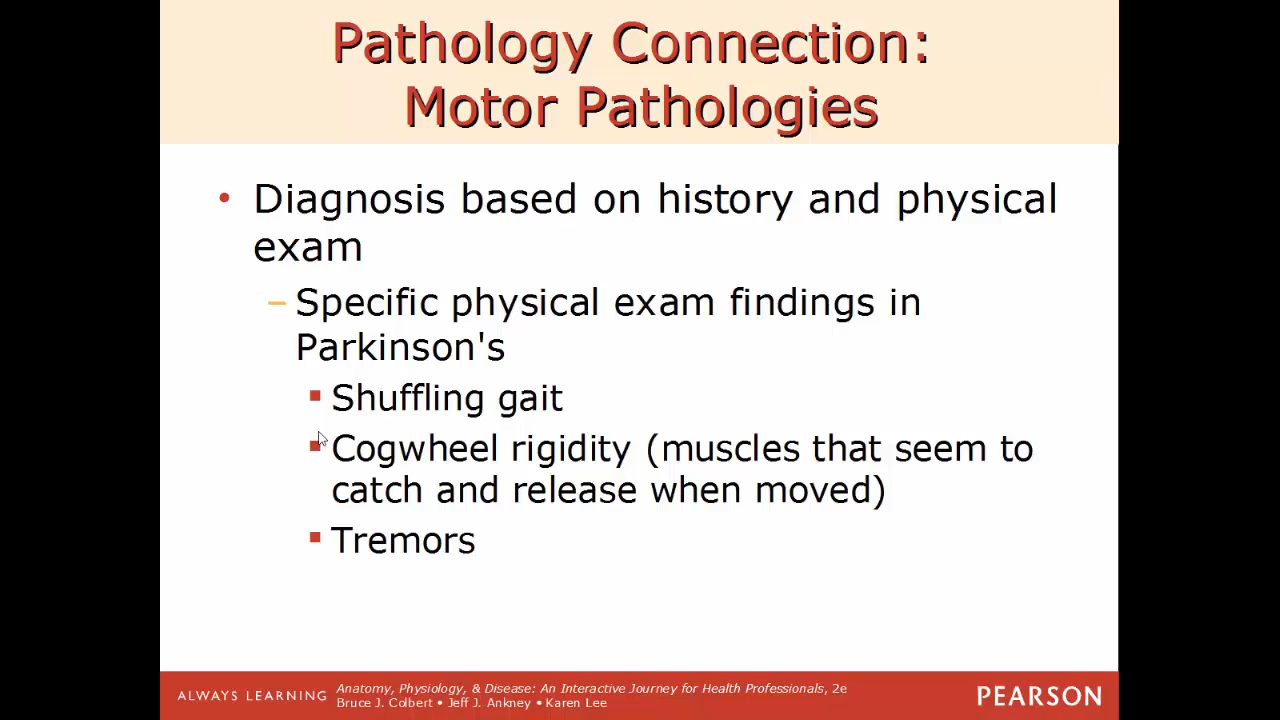 Pathology Connection:
Motor Pathologies
• Diagnosis based on history and physical
exam
– Specific physical exam findings in
Parkinson's
▪ Shuffling gait
▪ Cogwheel rigidity (muscles that seem to
catch and release when moved)
▪ Tremors
ALWAYS LEARNING
Anatomy, Physiology, & Disease: An Interactive Journey for Health Professionals, 2e
Bruce J. Colbert • Jeff J. Ankney • Karen Lee
PEARSON